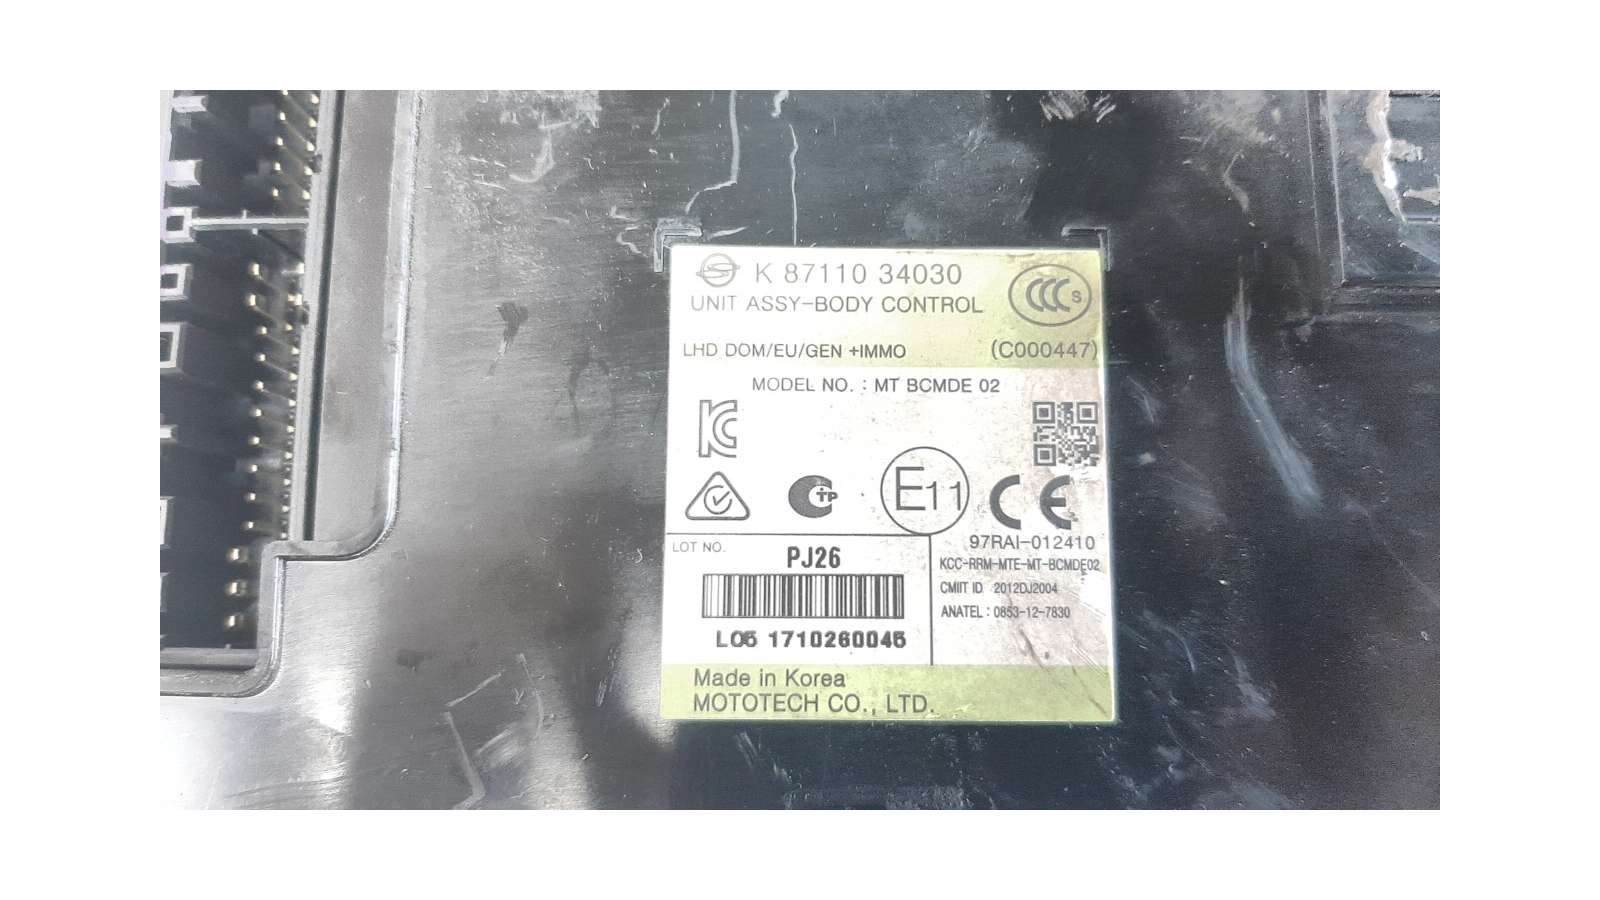 K 87110 34030
UNIT ASSY-BODY CONTROL
CCC S
LHD DOM/EU/GEN +IMMO (C000447)
MODEL NO. : MT BCMDE 02
E11 CE
97RAI-012410
KCC-RRM-MTE-MT-BCMDE02
CMIIT ID 2012DJ2004
ANATEL : 0853-12-7830
LOT NO.
PJ26
L05 1710260045
Made in Korea
MOTOTECH CO., LTD.